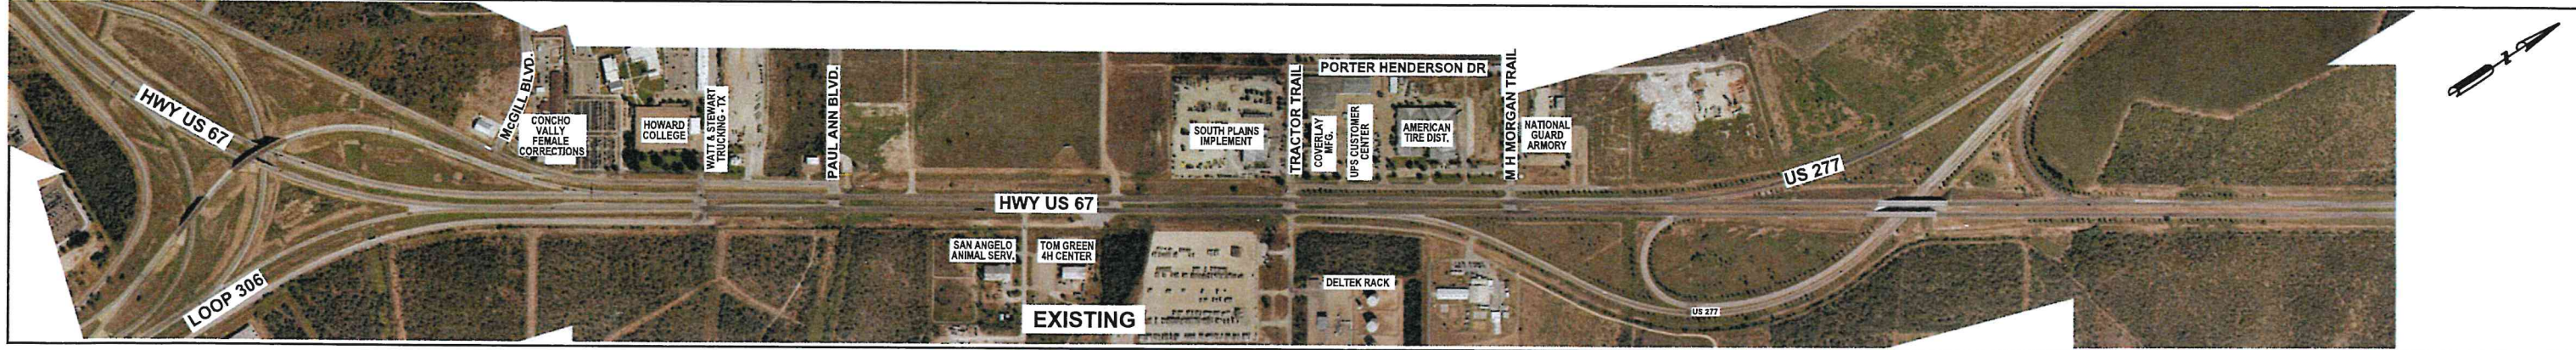 HWY US 67
McGILL BLVD.
CONCHO
VALLY
FEMALE
CORRECTIONS
HOWARD
COLLEGE
WATT & STEWART
TRUCKING - TX
PAUL ANN BLVD.
SOUTH PLAINS
IMPLEMENT
TRACTOR TRAIL
PORTER HENDERSON DR
COVERLAY
MFG.
UPS CUSTOMER
CENTER
AMERICAN
TIRE DIST.
M H MORGAN TRAIL
NATIONAL
GUARD
ARMORY
US 277
HWY US 67
LOOP 306
SAN ANGELO
ANIMAL SERV.
TOM GREEN
4H CENTER
DELTEK RACK
US 277
EXISTING
N